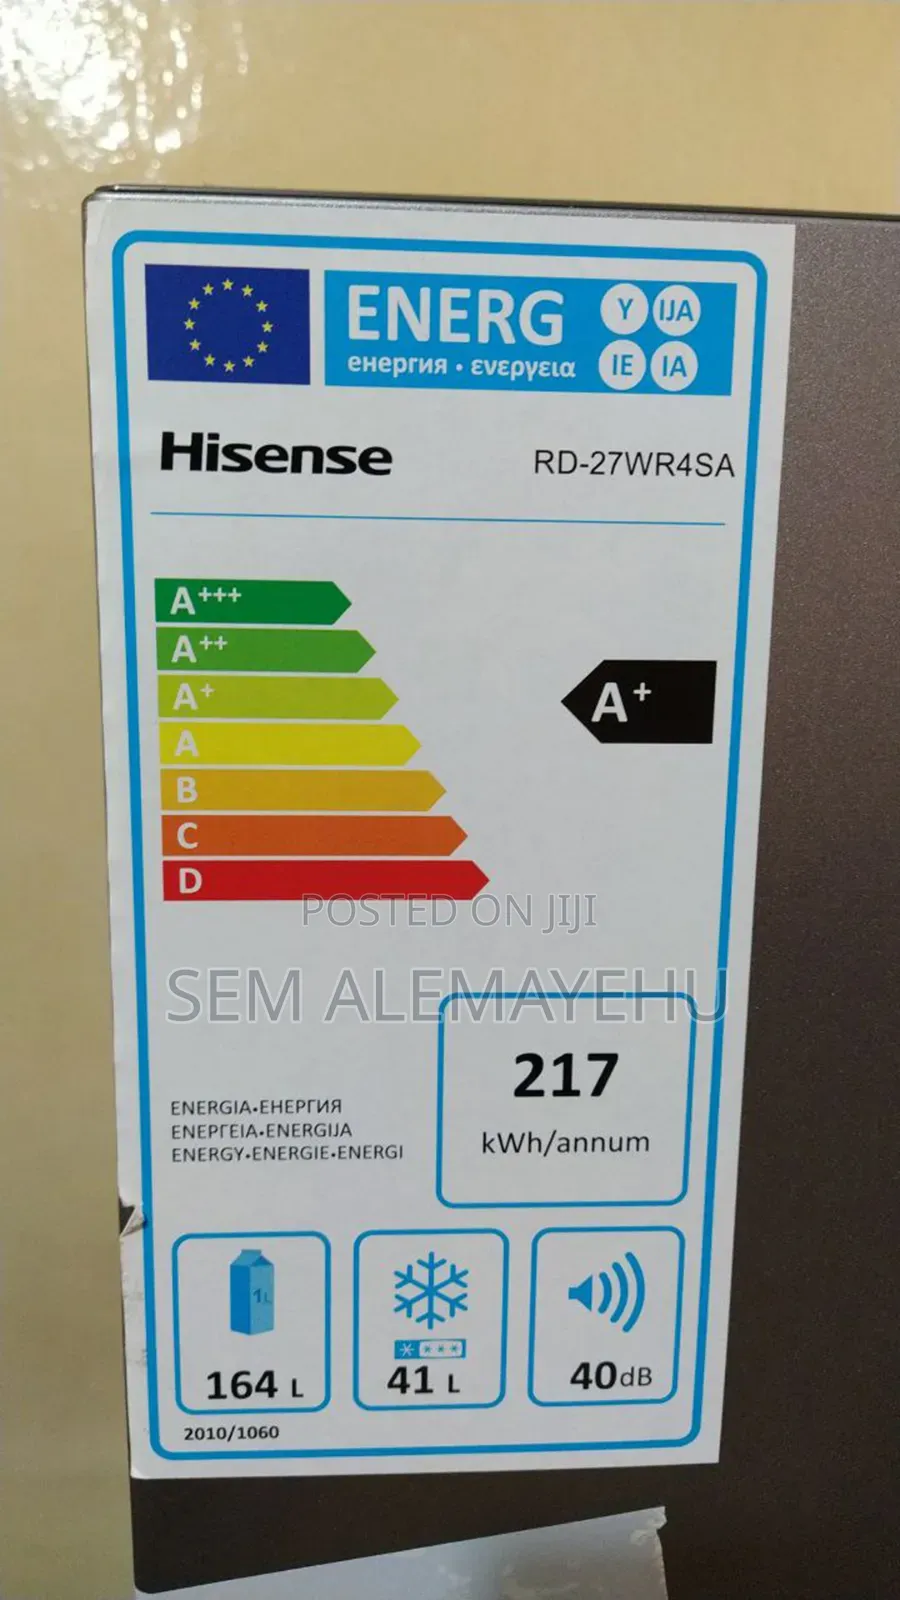 ENERG Y IJA
енергия · ενεργεια IE IA
Hisense RD-27WR4SA
A+++
A++
A+
A+
A
B
C
D
POSTED ON JIJI
SEM ALEMAYEHU
217
kWh/annum
ENERGIA·ЕНЕРГИЯ
ΕΝΕΡΓΕΙΑ·ENERGIJA
ENERGY·ENERGIE·ENERGI
1L
164 L
41 L
40dB
2010/1060